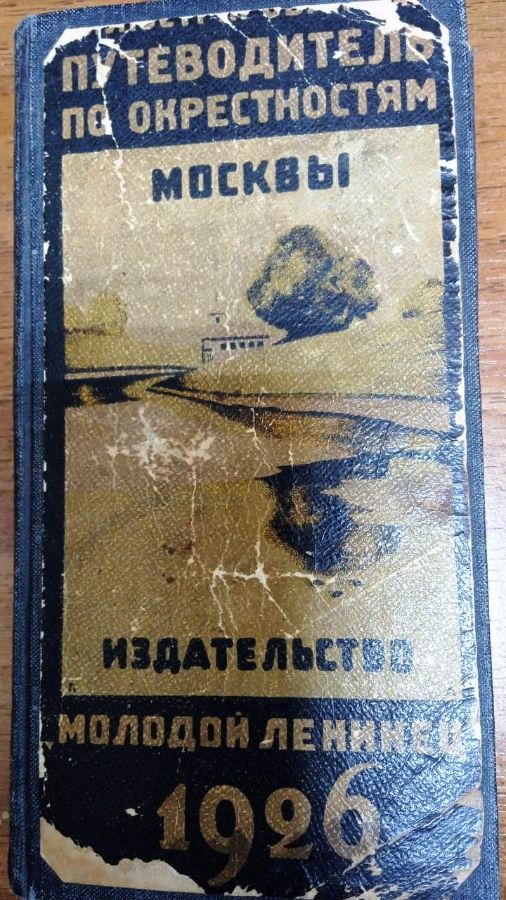 ПУТЕВОДИТЕЛЬ
ПО ОКРЕСТНОСТЯМ
МОСКВЫ
ИЗДАТЕЛЬСТВО
МОЛОДОЙ ЛЕНИНЕЦ
1926